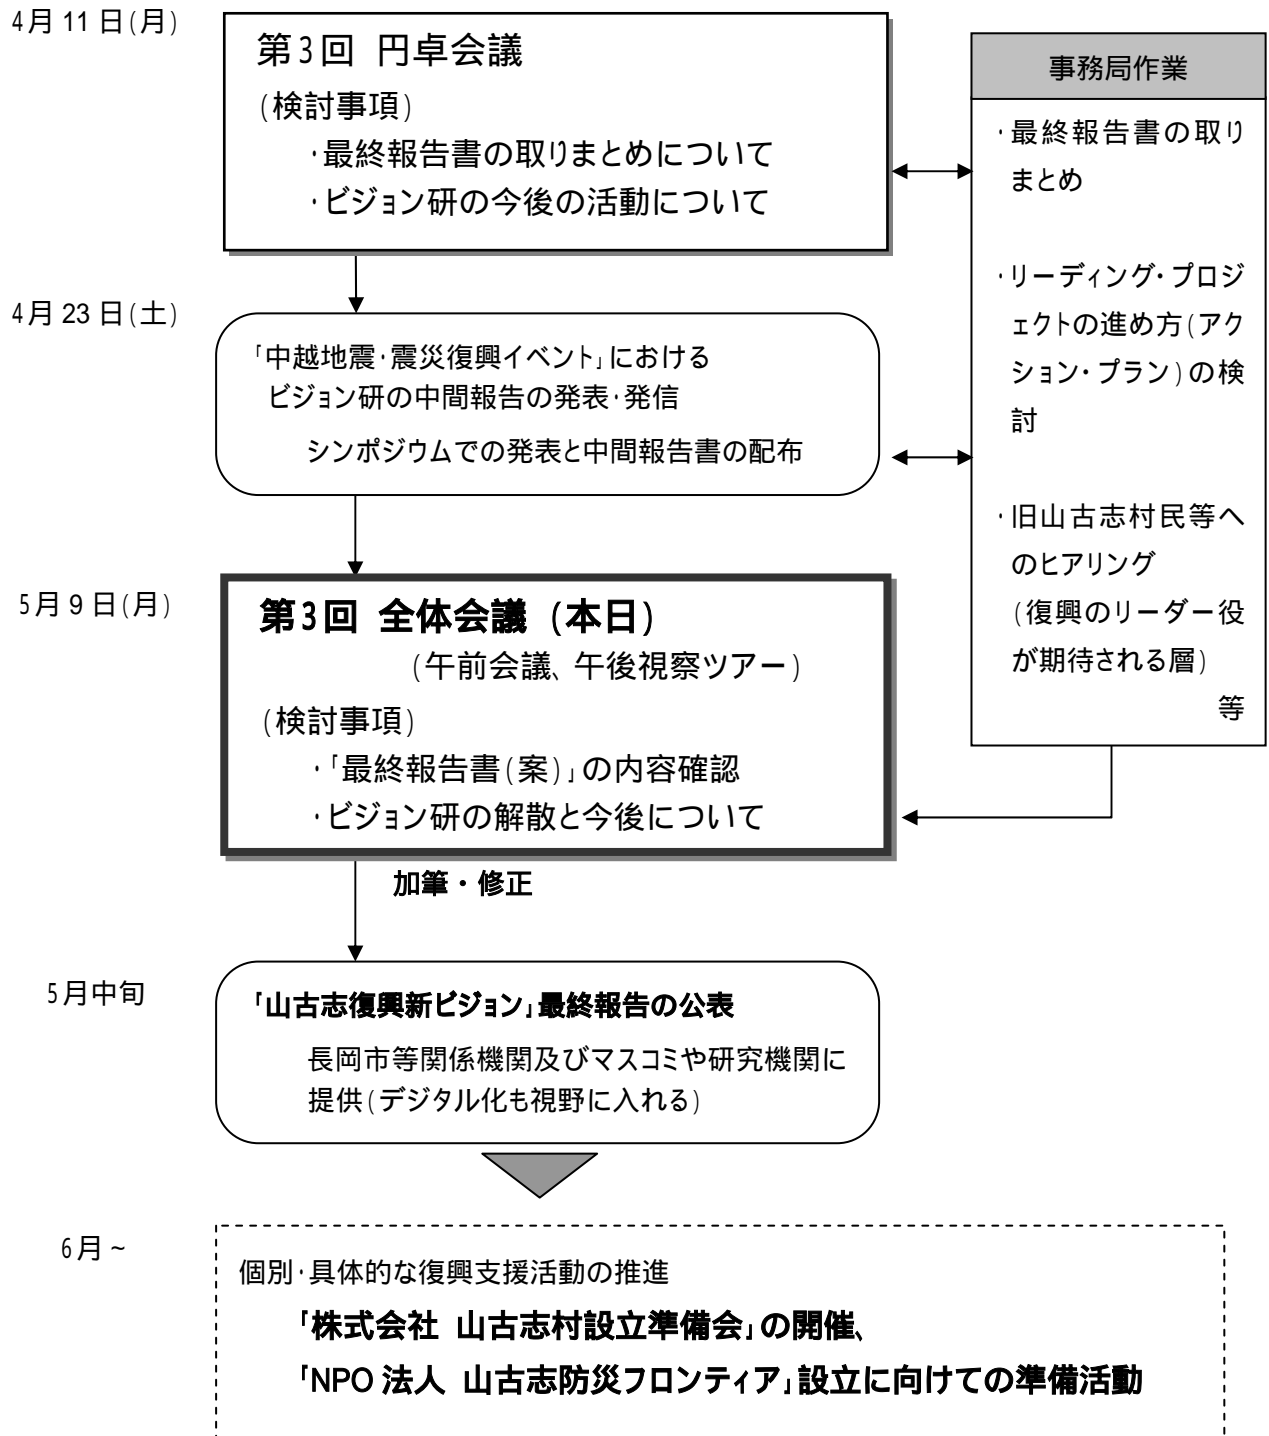 4月11日(月)
第3回 円卓会議
(検討事項)
・最終報告書の取りまとめについて
・ビジョン研の今後の活動について
事務局作業
・最終報告書の取り
まとめ
・リーディング・プロジ
ェクトの進め方(アク
ション・プラン)の検
討
・旧山古志村民等へ
のヒアリング
(復興のリーダー役
が期待される層)
等
4月23日(土)
「中越地震・震災復興イベント」における
ビジョン研の中間報告の発表・発信
シンポジウムでの発表と中間報告書の配布
5月9日(月)
第3回 全体会議 (本日)
(午前会議、午後視察ツアー)
(検討事項)
・「最終報告書(案)」の内容確認
・ビジョン研の解散と今後について
加筆・修正
5月中旬
「山古志復興新ビジョン」最終報告の公表
長岡市等関係機関及びマスコミや研究機関に
提供(デジタル化も視野に入れる)
6月~
個別・具体的な復興支援活動の推進
「株式会社 山古志村設立準備会」の開催、
「NPO法人 山古志防災フロンティア」設立に向けての準備活動